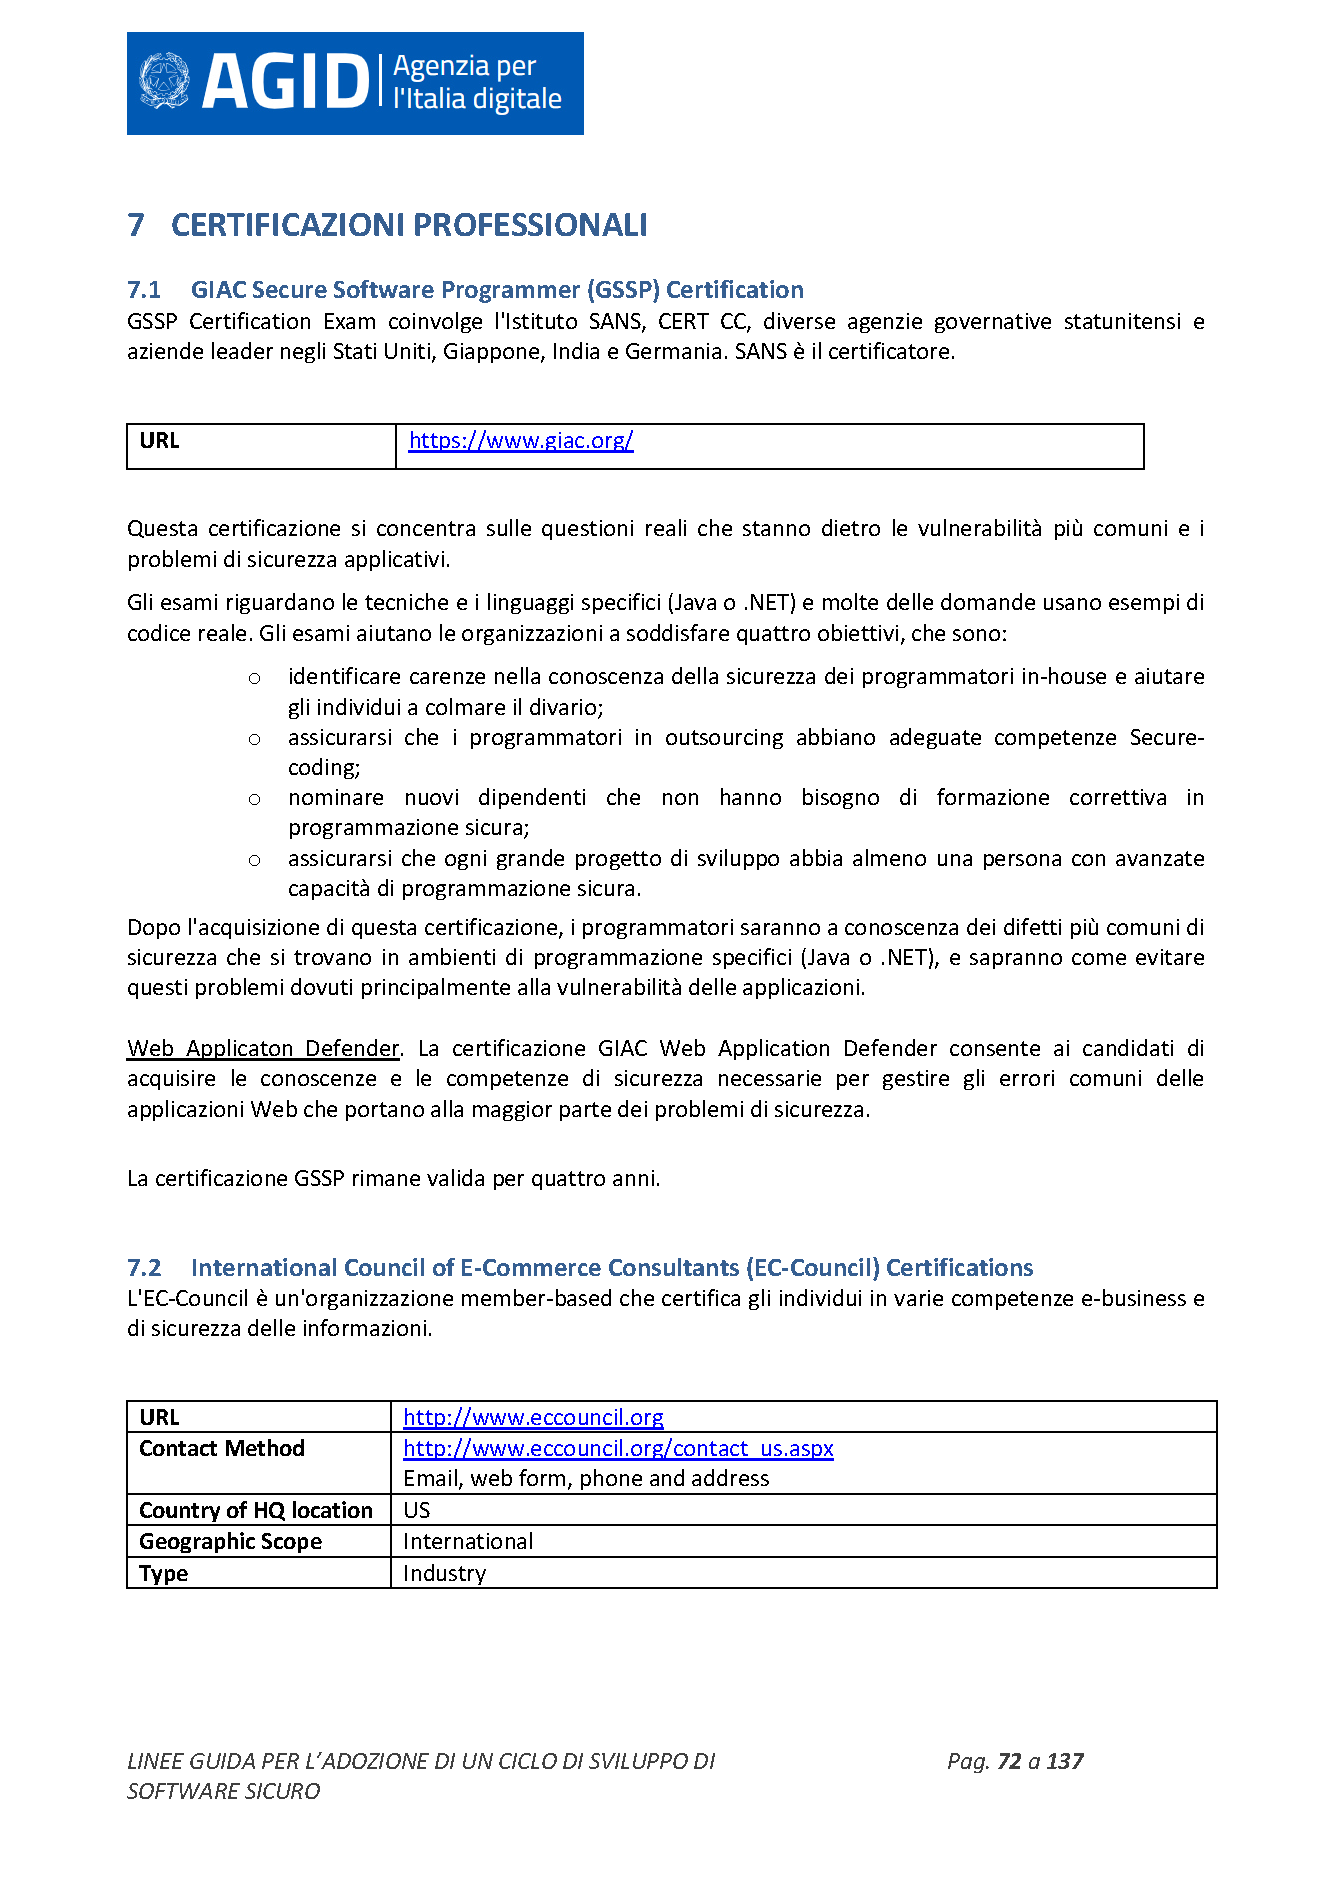 AGID Agenzia per
l'Italia digitale
7 CERTIFICAZIONI PROFESSIONALI
7.1 GIAC Secure Software Programmer (GSSP) Certification
GSSP Certification Exam coinvolge l'Istituto SANS, CERT CC, diverse agenzie governative statunitensi e
aziende leader negli Stati Uniti, Giappone, India e Germania. SANS è il certificatore.
URL https://www.giac.org/
Questa certificazione si concentra sulle questioni reali che stanno dietro le vulnerabilità più comuni e i
problemi di sicurezza applicativi.
Gli esami riguardano le tecniche e i linguaggi specifici (Java o .NET) e molte delle domande usano esempi di
codice reale. Gli esami aiutano le organizzazioni a soddisfare quattro obiettivi, che sono:
o identificare carenze nella conoscenza della sicurezza dei programmatori in-house e aiutare
gli individui a colmare il divario;
o assicurarsi che i programmatori in outsourcing abbiano adeguate competenze Secure-
coding;
o nominare nuovi dipendenti che non hanno bisogno di formazione correttiva in
programmazione sicura;
o assicurarsi che ogni grande progetto di sviluppo abbia almeno una persona con avanzate
capacità di programmazione sicura.
Dopo l'acquisizione di questa certificazione, i programmatori saranno a conoscenza dei difetti più comuni di
sicurezza che si trovano in ambienti di programmazione specifici (Java o .NET), e sapranno come evitare
questi problemi dovuti principalmente alla vulnerabilità delle applicazioni.
Web Applicaton Defender. La certificazione GIAC Web Application Defender consente ai candidati di
acquisire le conoscenze e le competenze di sicurezza necessarie per gestire gli errori comuni delle
applicazioni Web che portano alla maggior parte dei problemi di sicurezza.
La certificazione GSSP rimane valida per quattro anni.
7.2 International Council of E-Commerce Consultants (EC-Council) Certifications
L'EC-Council è un'organizzazione member-based che certifica gli individui in varie competenze e-business e
di sicurezza delle informazioni.
URL http://www.eccouncil.org
Contact Method http://www.eccouncil.org/contact_us.aspx
Email, web form, phone and address
Country of HQ location US
Geographic Scope International
Type Industry
LINEE GUIDA PER L’ADOZIONE DI UN CICLO DI SVILUPPO DI Pag. 72 a 137
SOFTWARE SICURO